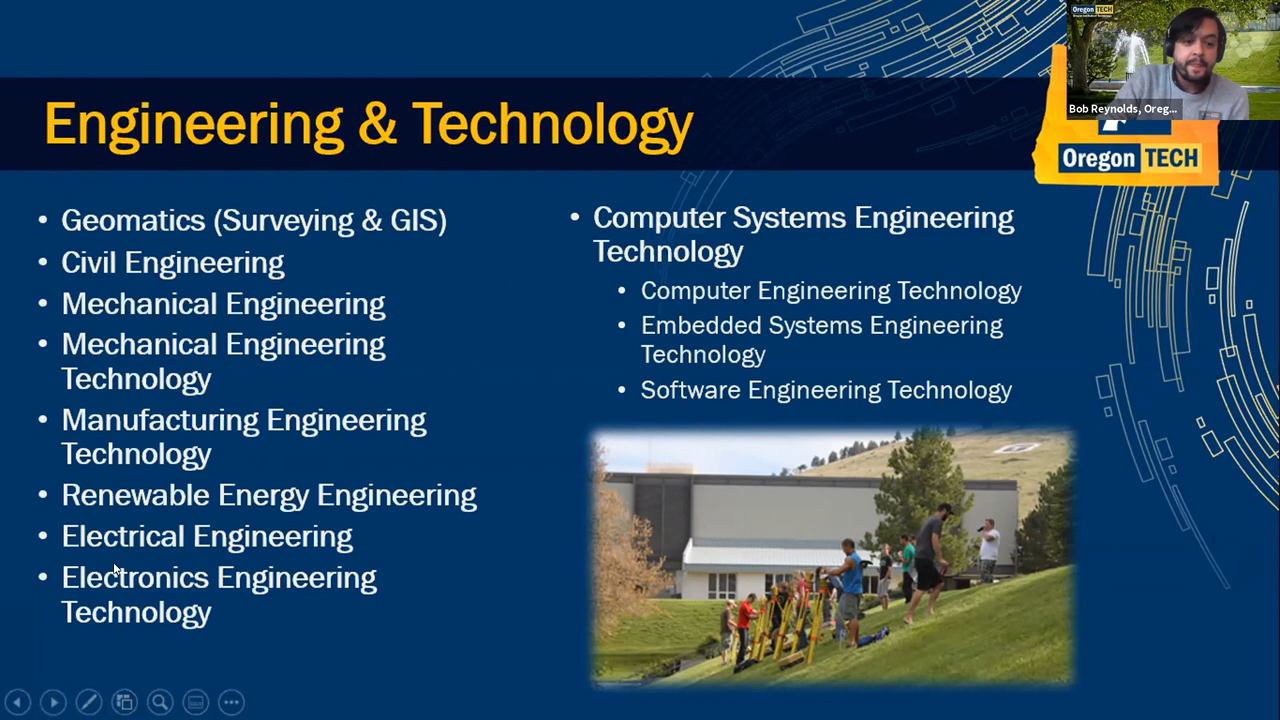 Oregon TECH
Bob Reynolds, Oreg...
Engineering & Technology
Oregon TECH
• Geomatics (Surveying & GIS)
• Civil Engineering
• Mechanical Engineering
• Mechanical Engineering
Technology
• Manufacturing Engineering
Technology
• Renewable Energy Engineering
• Electrical Engineering
• Electronics Engineering
Technology
• Computer Systems Engineering
Technology
• Computer Engineering Technology
• Embedded Systems Engineering
Technology
• Software Engineering Technology